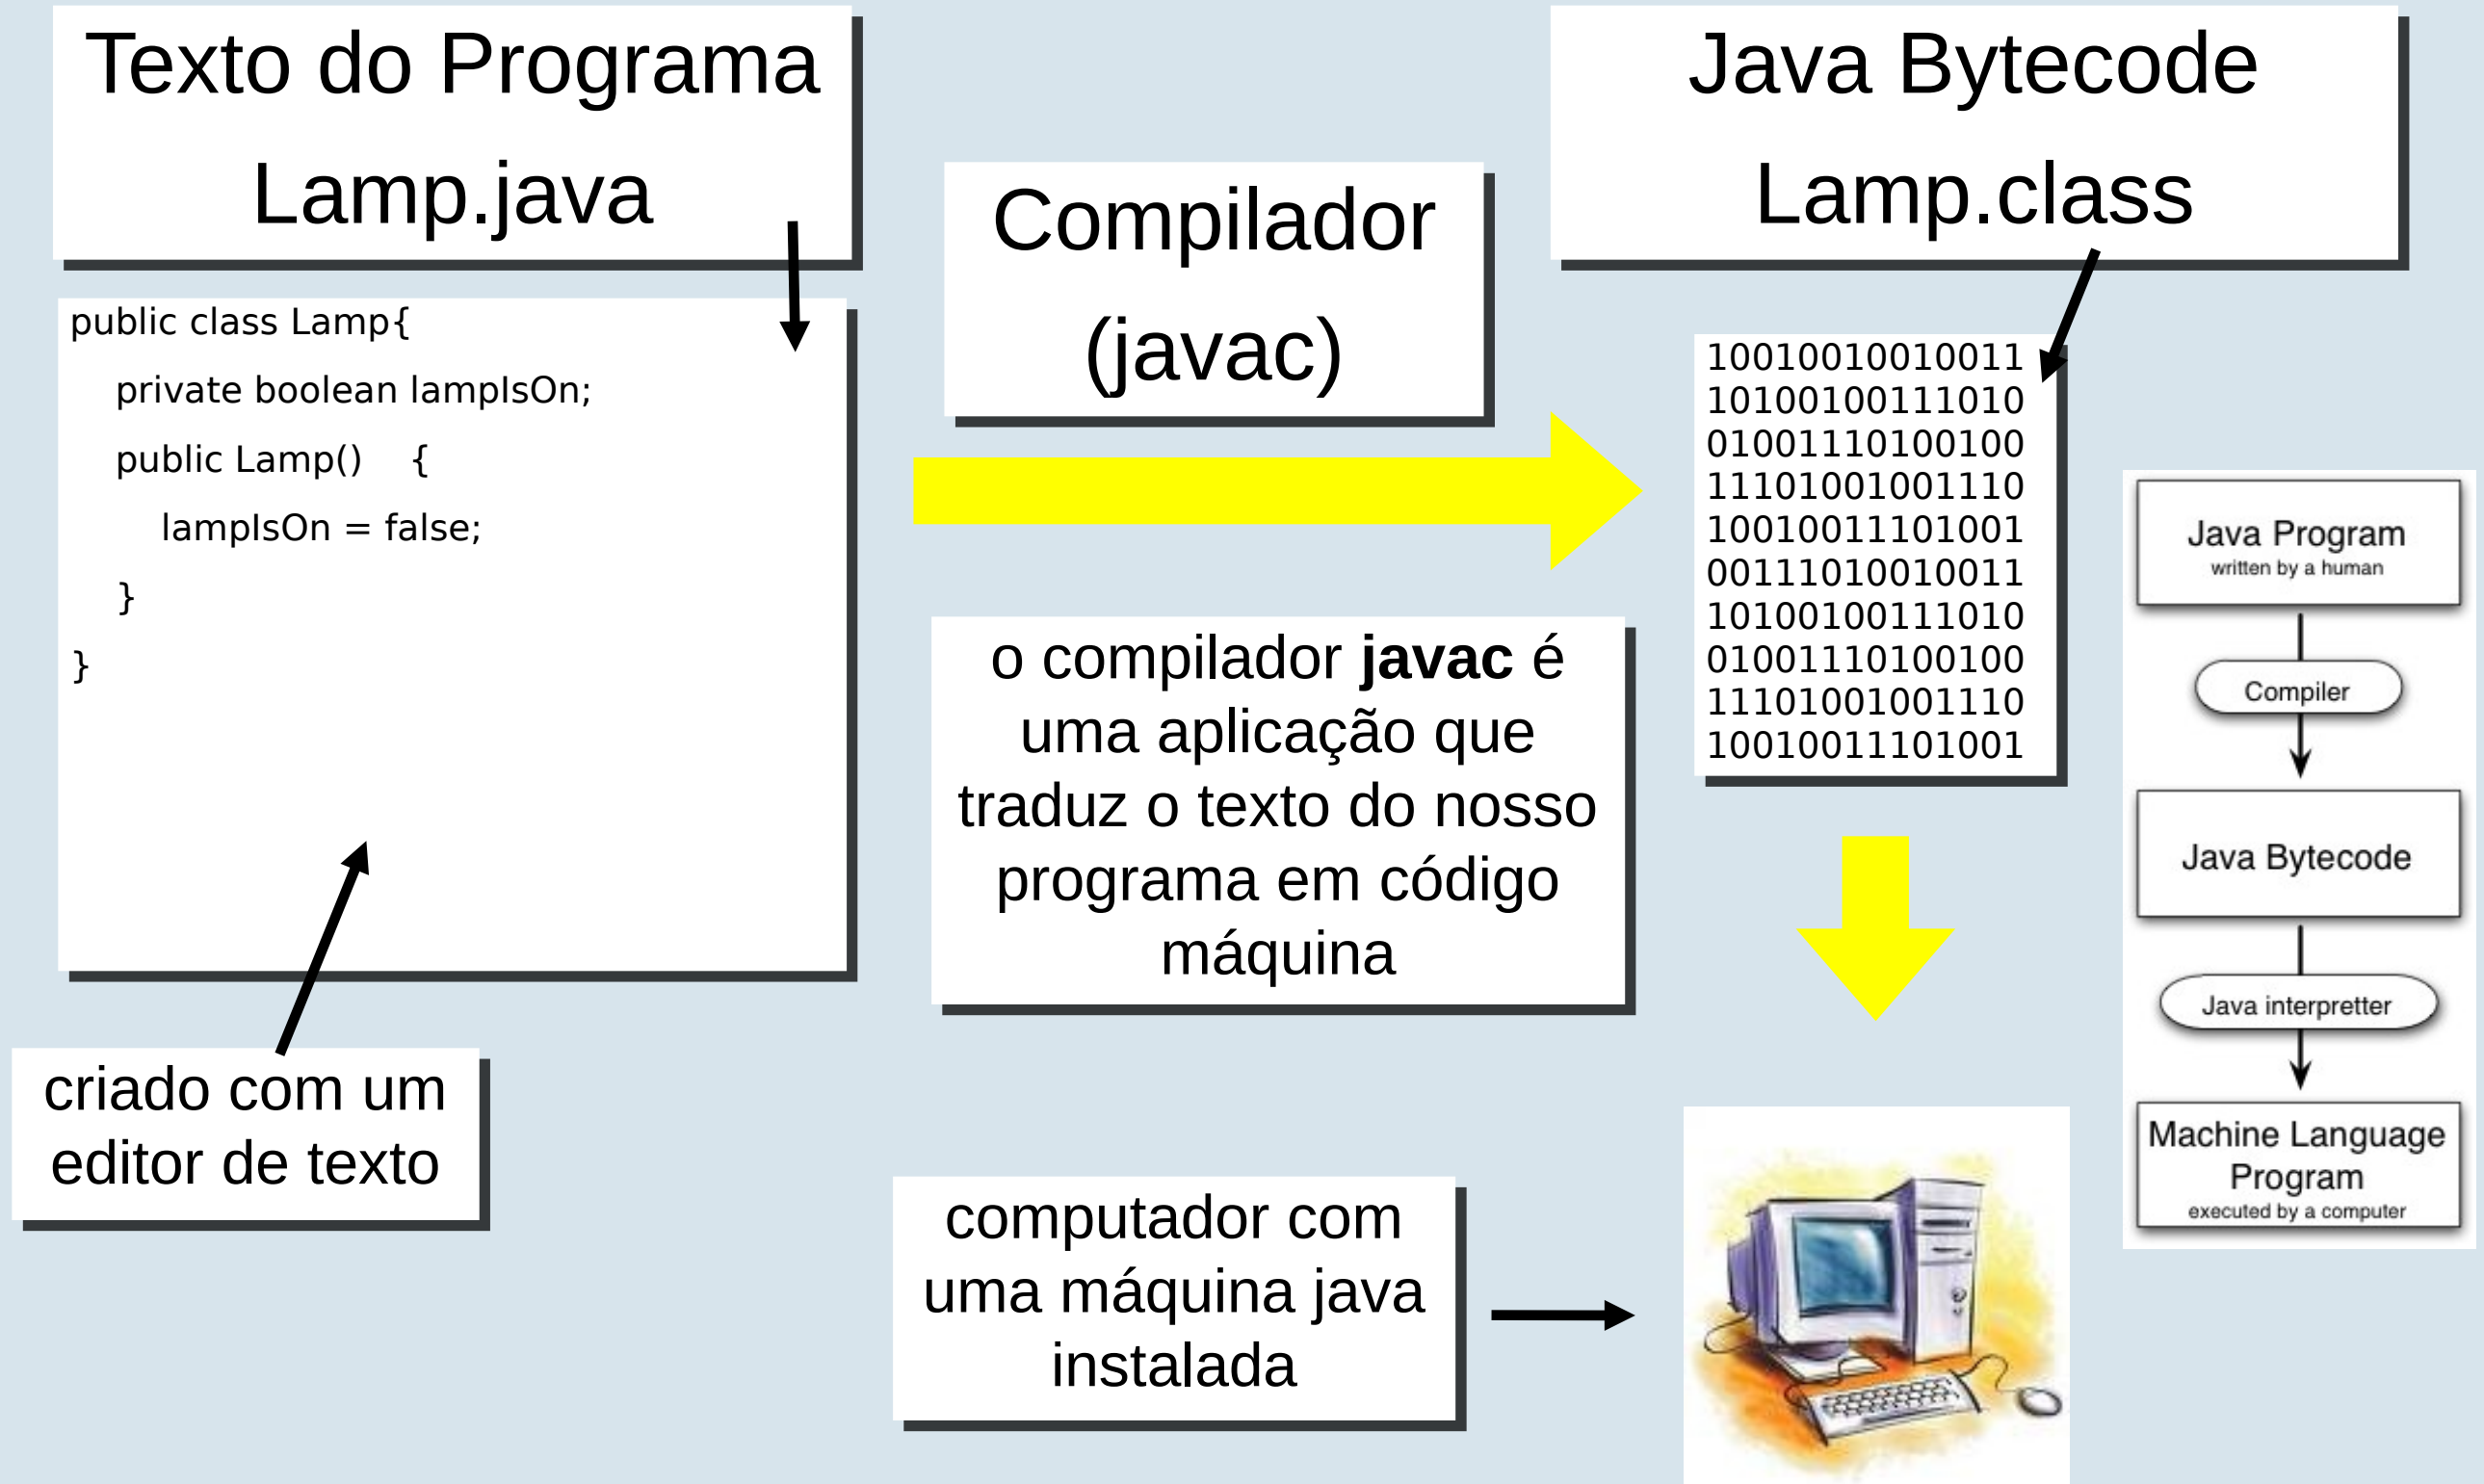 Texto do Programa
Lamp.java
public class Lamp{
private boolean lampIsOn;
public Lamp() {
lampIsOn = false;
}
}
criado com um
editor de texto
Compilador
(javac)
o compilador javac é
uma aplicação que
traduz o texto do nosso
programa em código
máquina
computador com
uma máquina java
instalada
Java Bytecode
Lamp.class
10010010010011
10100100111010
01001110100100
11101001001110
10010011101001
00111010010011
10100100111010
01001110100100
11101001001110
10010011101001
Java Program
written by a human
Compiler
Java Bytecode
Java interpretter
Machine Language
Program
executed by a computer